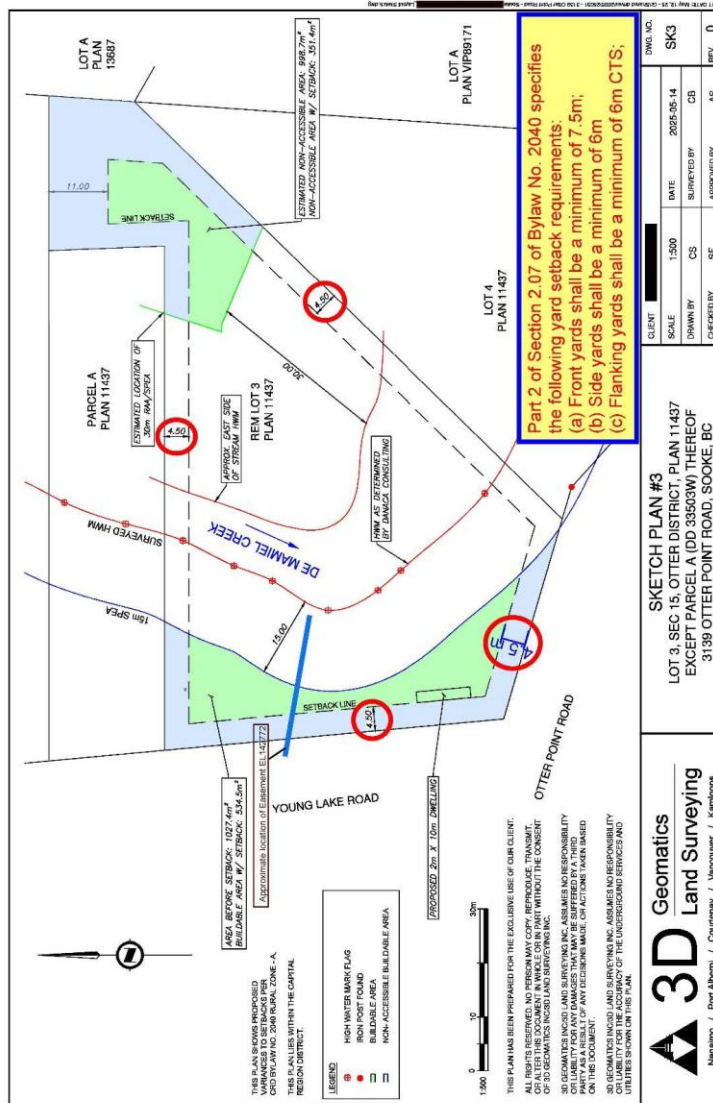 LOT A
PLAN
13687
11.00
SETBACK LINE
ESTIMATED NON-ACCESSIBLE AREA: 998.7m²
NON-ACCESSIBLE AREA W/ SETBACK: 351.4m²
LOT A
PLAN VIP89171
PARCEL A
PLAN 11437
ESTIMATED LOCATION OF
30m RAA/SPEA
4.50
4.50
30.00
REM LOT 3
PLAN 11437
APPROX. EAST SIDE
OF STREAM HWM
LOT 4
PLAN 11437
SURVEYED HWM
DE MAMIEL CREEK
HWM AS DETERMINED
BY DANACA CONSULTING
15m SPEA
15.00
SETBACK LINE
4.50
4.5 m
AREA BEFORE SETBACK: 1027.4m²
BUILDABLE AREA W/ SETBACK: 534.5m²
Approximate location of Easement EL142772
YOUNG LAKE ROAD
OTTER POINT ROAD
PROPOSED 2m X 10m DWELLING
Part 2 of Section 2.07 of Bylaw No. 2040 specifies
the following yard setback requirements:
(a) Front yards shall be a minimum of 7.5m;
(b) Side yards shall be a minimum of 6m
(c) Flanking yards shall be a minimum of 6m CTS;
THIS PLAN SHOWS PROPOSED
VARIANCES TO SETBACKS PER
CRD BYLAW NO. 2040 RURAL ZONE - A.
THIS PLAN LIES WITHIN THE CAPITAL
REGION DISTRICT.
LEGEND
HIGH WATER MARK FLAG
IRON POST FOUND
BUILDABLE AREA
NON- ACCESSIBLE BUILDABLE AREA
1:500
0
10
30m
THIS PLAN HAS BEEN PREPARED FOR THE EXCLUSIVE USE OF OUR CLIENT.
ALL RIGHTS RESERVED. NO PERSON MAY COPY, REPRODUCE, TRANSMIT,
OR ALTER THIS DOCUMENT IN WHOLE OR IN PART WITHOUT THE CONSENT
OF 3D GEOMATICS INC/3D LAND SURVEYING INC.
3D GEOMATICS INC/3D LAND SURVEYING INC. ASSUMES NO RESPONSIBILITY
OR LIABILITY FOR ANY DAMAGES THAT MAY BE SUFFERED BY A THIRD
PARTY AS A RESULT OF ANY DECISIONS MADE, OR ACTIONS TAKEN BASED
ON THIS DOCUMENT.
3D GEOMATICS INC/3D LAND SURVEYING INC. ASSUMES NO RESPONSIBILITY
OR LIABILITY FOR THE ACCURACY OF THE UNDERGROUND SERVICES AND
UTILITIES SHOWN ON THIS PLAN.
3D Geomatics
Land Surveying
Nanaimo / Port Alberni / Courtenay / Vancouver / Kamloops
SKETCH PLAN #3
LOT 3, SEC 15, OTTER DISTRICT, PLAN 11437
EXCEPT PARCEL A (DD 33503W) THEREOF
3139 OTTER POINT ROAD, SOOKE, BC
CLIENT
SCALE 1:500
DATE 2025-05-14
DWG. NO. SK3
DRAWN BY CS
SURVEYED BY CB
CHECKED BY
APPROVED BY
REV. 0